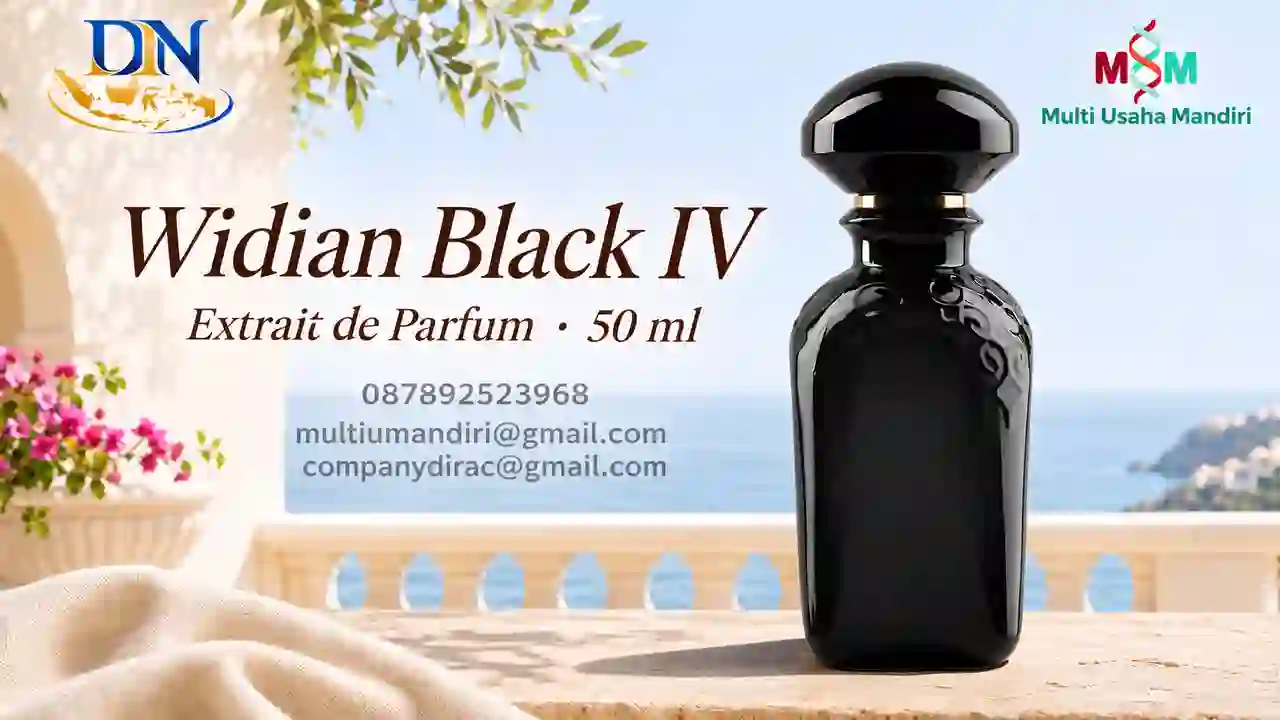 DN
MSM
Multi Usaha Mandiri
Widian Black IV
Extrait de Parfum · 50 ml
087892523968
multiumandiri@gmail.com
companydirac@gmail.com